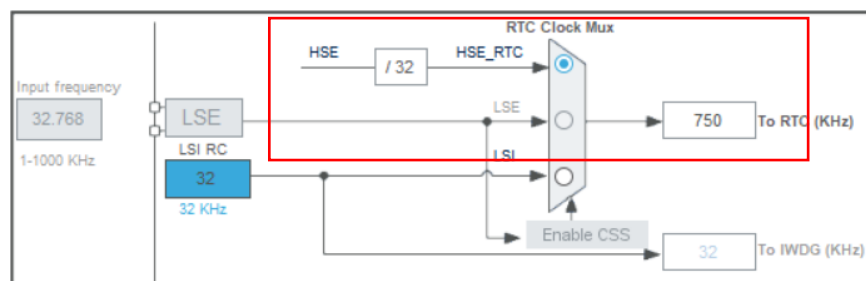 RTC Clock Mux
HSE
/ 32
HSE_RTC
Input frequency
32.768
1-1000 KHz
LSE
LSE
750
To RTC (KHz)
LSI RC
32
32 KHz
LSI
Enable CSS
32
To IWDG (KHz)